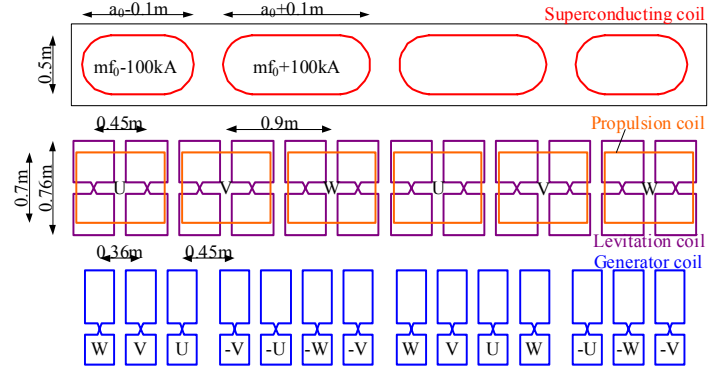 a₀-0.1m a₀+0.1m Superconducting coil
0.5m mf₀-100kA mf₀+100kA
0.45m 0.9m Propulsion coil
0.7m 0.76m U V W U V W
Levitation coil
0.36m 0.45m Generator coil
W V U -V -U -W -V W V U W -U -W -V